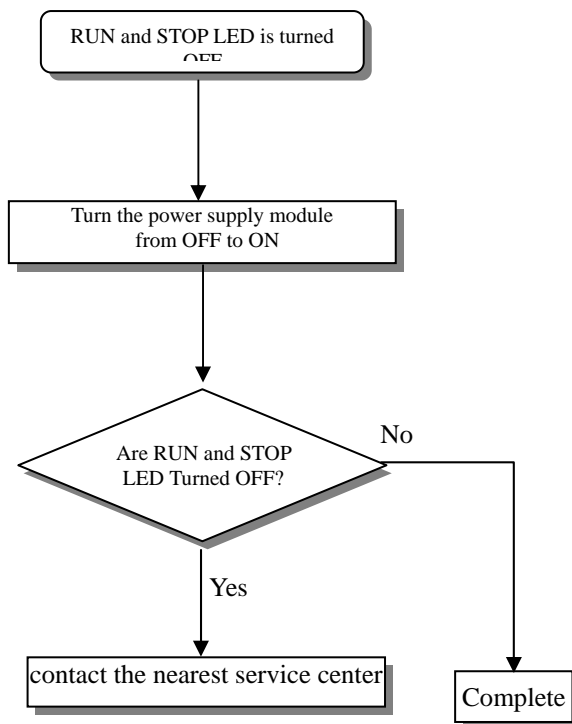 RUN and STOP LED is turned
OFF
Turn the power supply module
from OFF to ON
Are RUN and STOP
LED Turned OFF?
No
Yes
contact the nearest service center
Complete